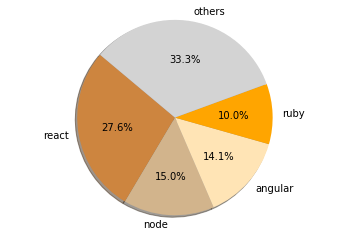 others
33.3%
ruby
10.0%
react
27.6%
14.1%
angular
15.0%
node